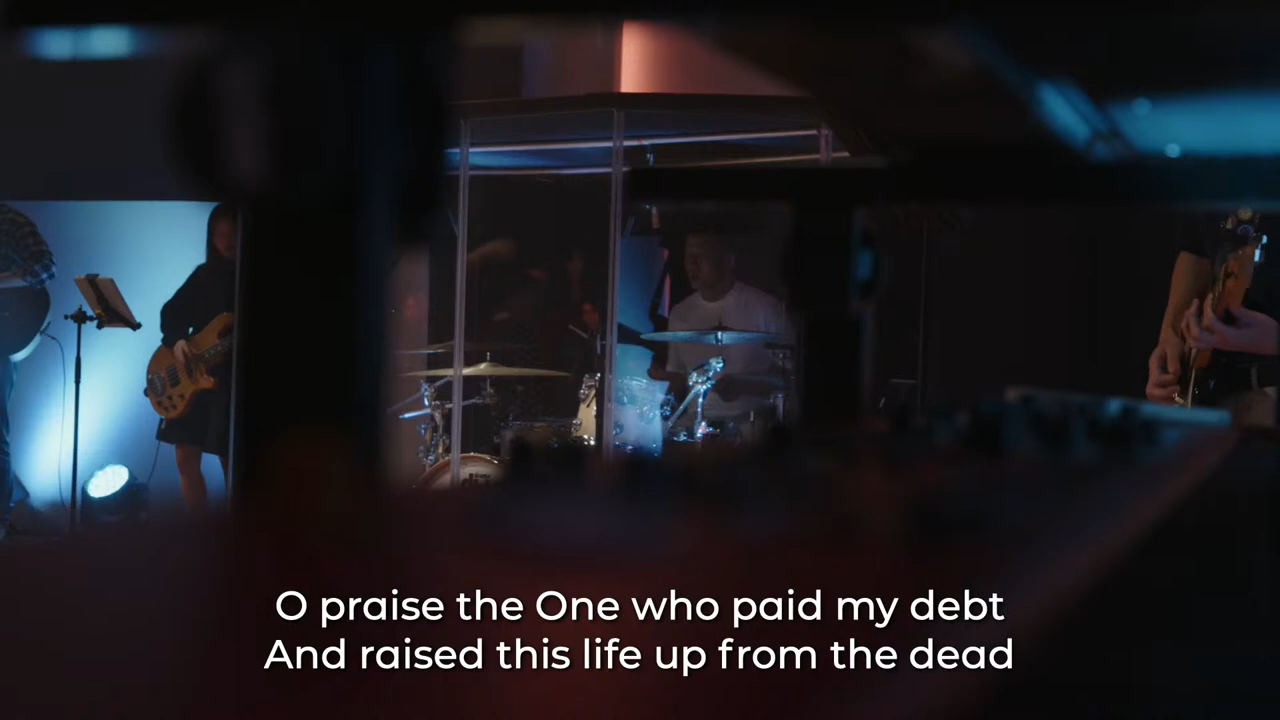 O praise the One who paid my debt
And raised this life up from the dead